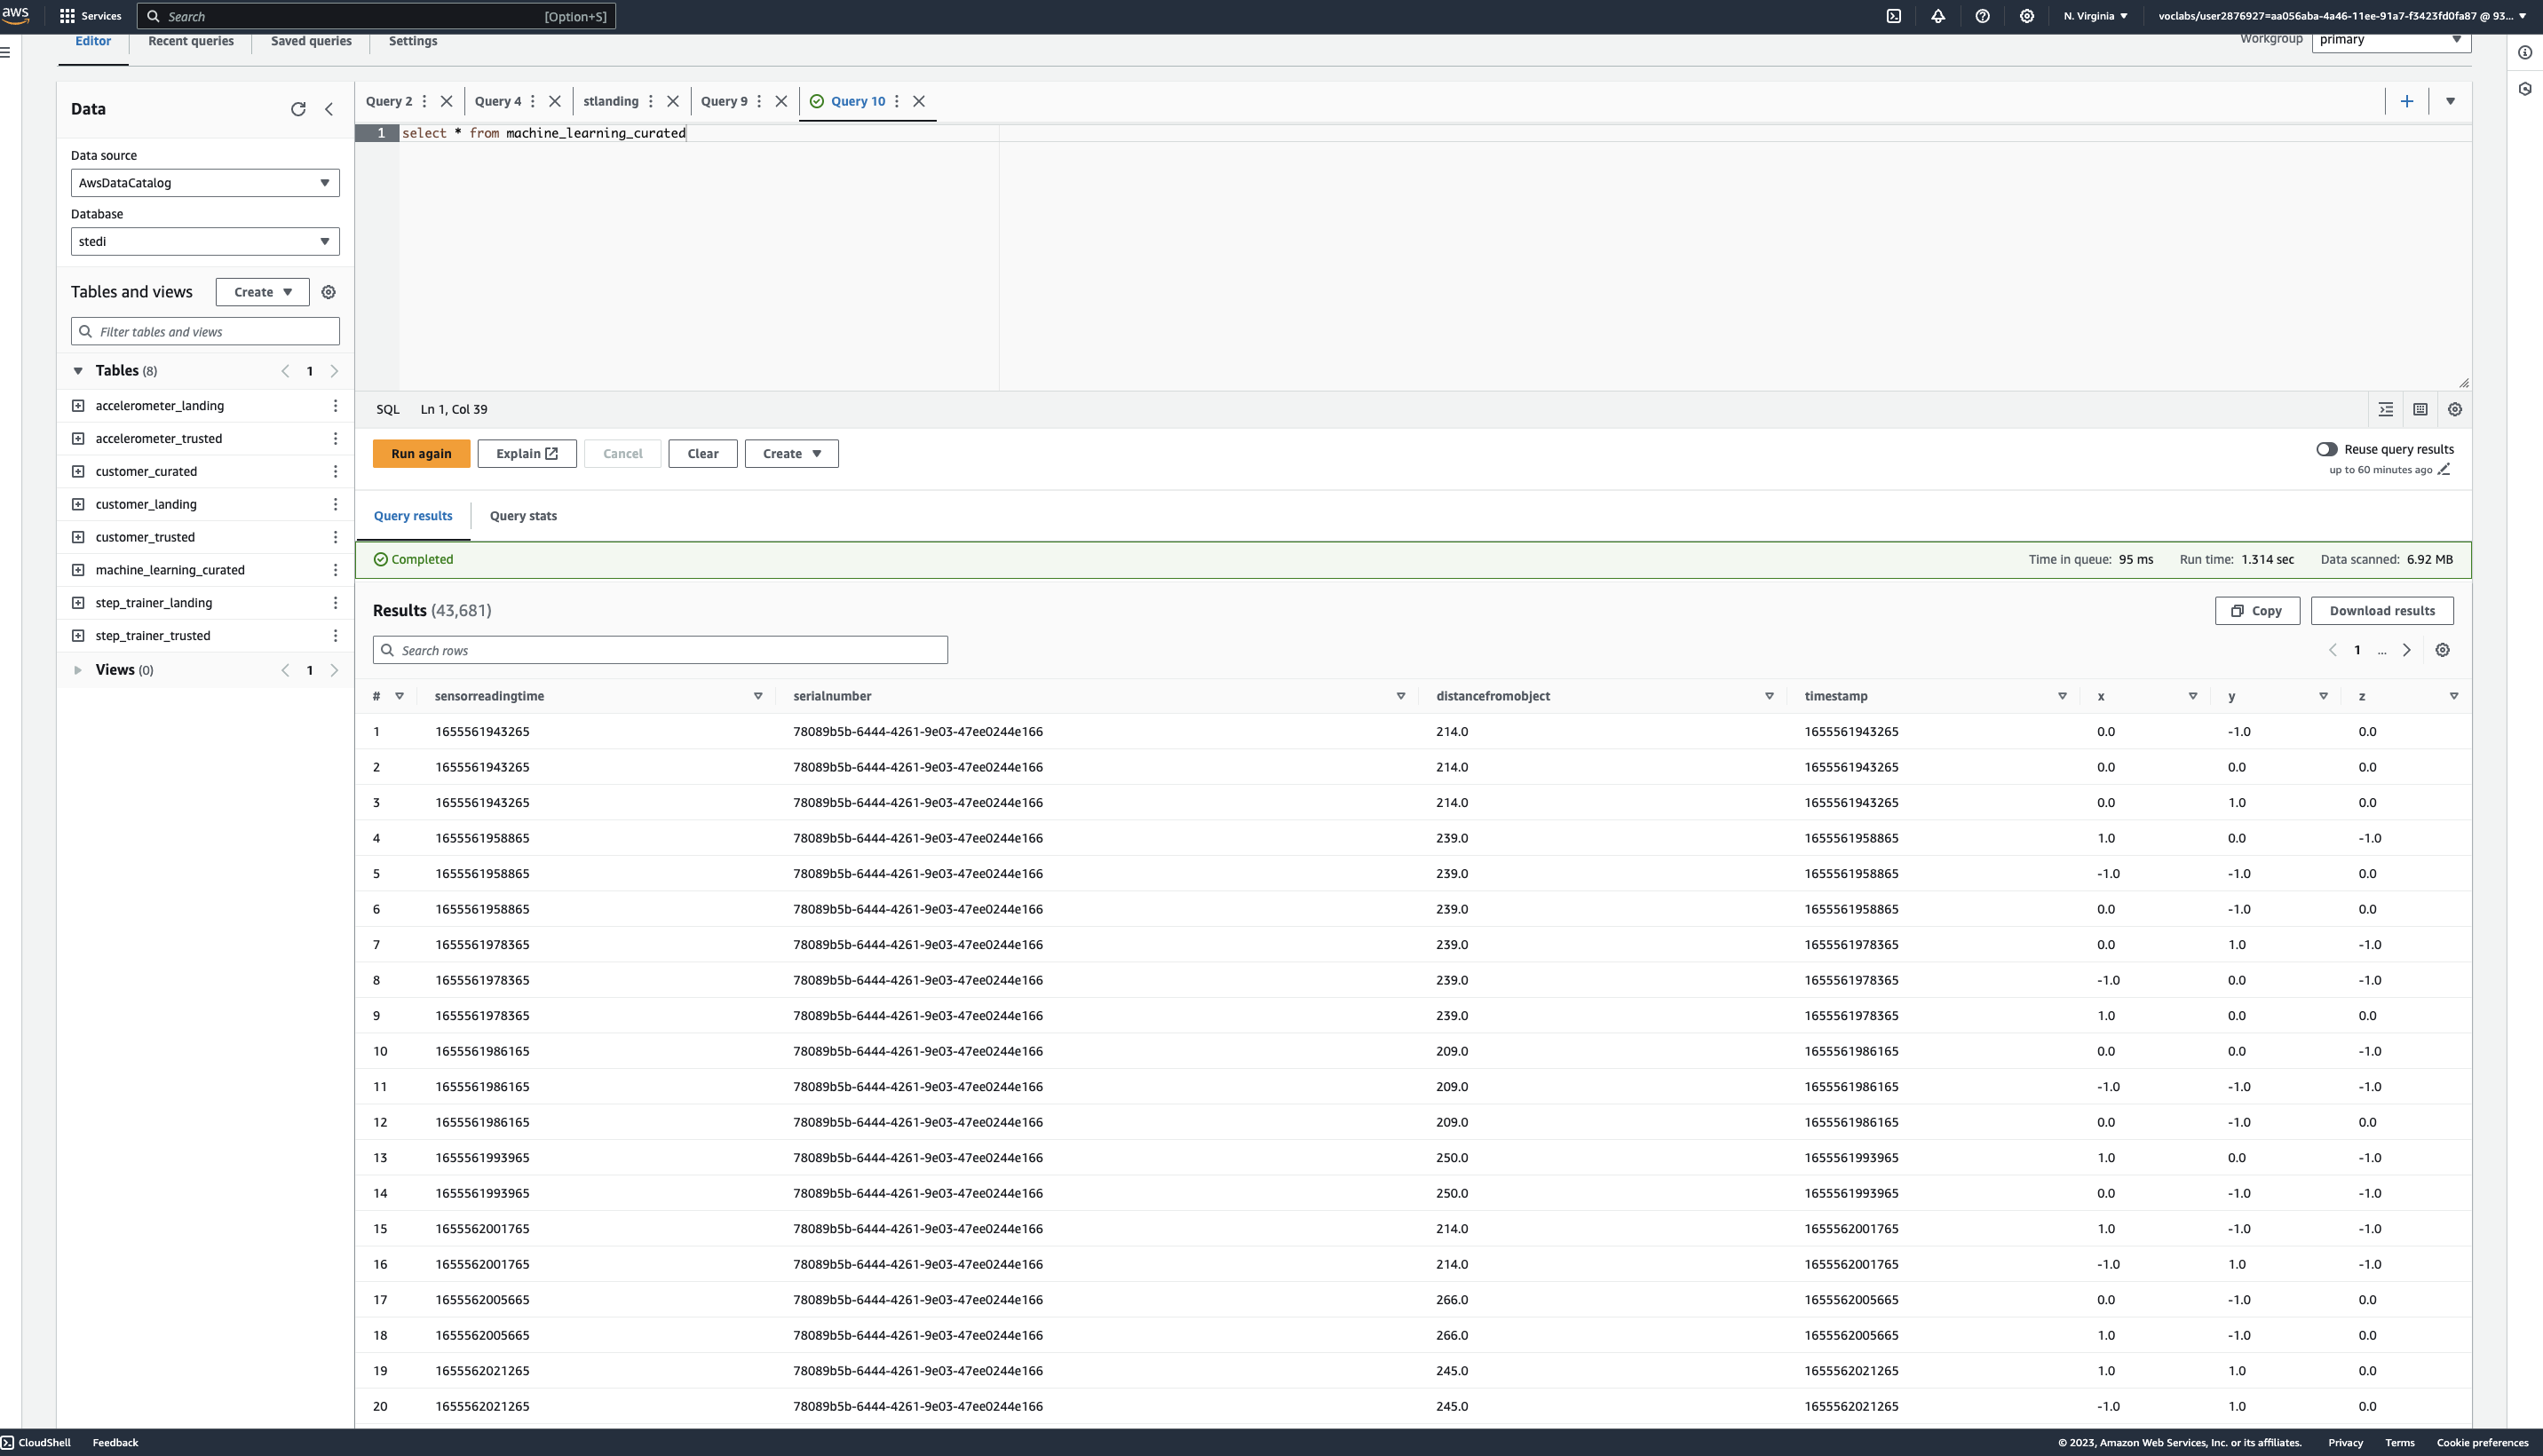 aws Services Search [Option+S] N. Virginia voclabs/user2876927=aa056aba-4a46-11ee-91a7-f3423fd0fa87 @ 93...
Editor Recent queries Saved queries Settings Workgroup primary
Data
Data source
AwsDataCatalog
Database
stedi
Tables and views Create
Filter tables and views
Tables (8) 1
accelerometer_landing
accelerometer_trusted
customer_curated
customer_landing
customer_trusted
machine_learning_curated
step_trainer_landing
step_trainer_trusted
Views (0) 1
Query 2 Query 4 stlanding Query 9 Query 10
1 select * from machine_learning_curated
SQL Ln 1, Col 39
Run again Explain Cancel Clear Create Reuse query results
up to 60 minutes ago
Query results Query stats
Completed Time in queue: 95 ms Run time: 1.314 sec Data scanned: 6.92 MB
Results (43,681) Copy Download results
Search rows 1 ...
# sensorreadingtime serialnumber distancefromobject timestamp x y z
1 1655561943265 78089b5b-6444-4261-9e03-47ee0244e166 214.0 1655561943265 0.0 -1.0 0.0
2 1655561943265 78089b5b-6444-4261-9e03-47ee0244e166 214.0 1655561943265 0.0 0.0 0.0
3 1655561943265 78089b5b-6444-4261-9e03-47ee0244e166 214.0 1655561943265 0.0 1.0 0.0
4 1655561958865 78089b5b-6444-4261-9e03-47ee0244e166 239.0 1655561958865 1.0 0.0 -1.0
5 1655561958865 78089b5b-6444-4261-9e03-47ee0244e166 239.0 1655561958865 -1.0 -1.0 0.0
6 1655561958865 78089b5b-6444-4261-9e03-47ee0244e166 239.0 1655561958865 0.0 -1.0 0.0
7 1655561978365 78089b5b-6444-4261-9e03-47ee0244e166 239.0 1655561978365 0.0 1.0 -1.0
8 1655561978365 78089b5b-6444-4261-9e03-47ee0244e166 239.0 1655561978365 -1.0 0.0 -1.0
9 1655561978365 78089b5b-6444-4261-9e03-47ee0244e166 239.0 1655561978365 1.0 0.0 0.0
10 1655561986165 78089b5b-6444-4261-9e03-47ee0244e166 209.0 1655561986165 0.0 0.0 -1.0
11 1655561986165 78089b5b-6444-4261-9e03-47ee0244e166 209.0 1655561986165 -1.0 -1.0 -1.0
12 1655561986165 78089b5b-6444-4261-9e03-47ee0244e166 209.0 1655561986165 0.0 -1.0 0.0
13 1655561993965 78089b5b-6444-4261-9e03-47ee0244e166 250.0 1655561993965 1.0 0.0 -1.0
14 1655561993965 78089b5b-6444-4261-9e03-47ee0244e166 250.0 1655561993965 0.0 -1.0 -1.0
15 1655562001765 78089b5b-6444-4261-9e03-47ee0244e166 214.0 1655562001765 1.0 -1.0 -1.0
16 1655562001765 78089b5b-6444-4261-9e03-47ee0244e166 214.0 1655562001765 -1.0 1.0 -1.0
17 1655562005665 78089b5b-6444-4261-9e03-47ee0244e166 266.0 1655562005665 0.0 -1.0 0.0
18 1655562005665 78089b5b-6444-4261-9e03-47ee0244e166 266.0 1655562005665 1.0 -1.0 0.0
19 1655562021265 78089b5b-6444-4261-9e03-47ee0244e166 245.0 1655562021265 1.0 1.0 0.0
20 1655562021265 78089b5b-6444-4261-9e03-47ee0244e166 245.0 1655562021265 -1.0 1.0 0.0
CloudShell Feedback © 2023, Amazon Web Services, Inc. or its affiliates. Privacy Terms Cookie preferences